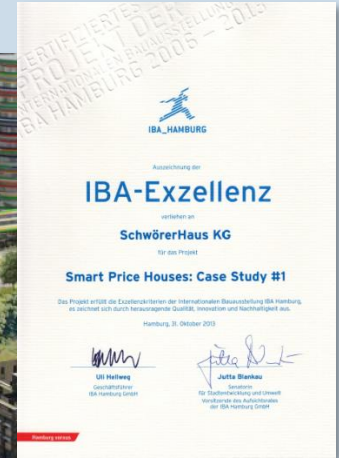 ZERTIFIZIERTES
PROJEKT DER
INTERNATIONALEN BAUAUSSTELLUNG
IBA HAMBURG 2006 – 2013
IBA_HAMBURG
Auszeichnung der
IBA-Exzellenz
verliehen an
SchwörerHaus KG
für das Projekt
Smart Price Houses: Case Study #1
Das Projekt erfüllt die Exzellenzkriterien der Internationalen Bauausstellung IBA Hamburg,
es zeichnet sich durch herausragende Qualität, Innovation und Nachhaltigkeit aus.
Hamburg, 31. Oktober 2013
Uli Hellweg
Geschäftsführer
IBA Hamburg GmbH
Jutta Blankau
Senatorin
für Stadtentwicklung und Umwelt
Vorsitzende des Aufsichtsrates
der IBA Hamburg GmbH